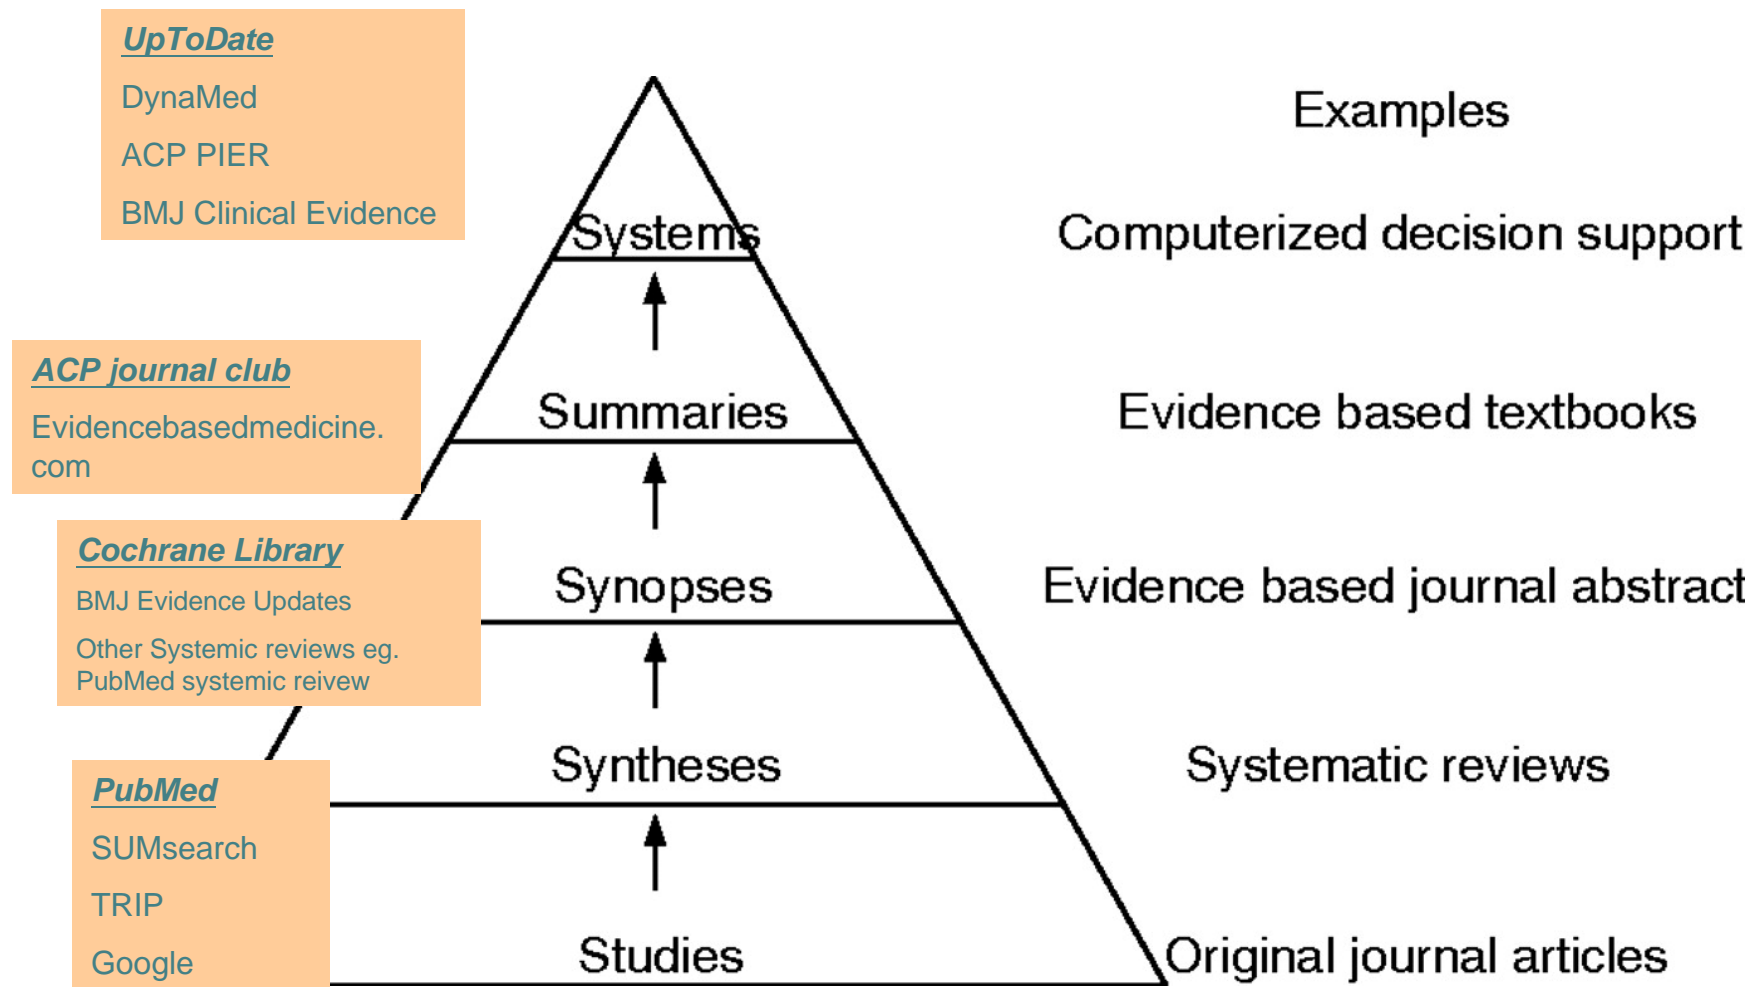 UpToDate
DynaMed
ACP PIER
BMJ Clinical Evidence
Examples
Systems
Computerized decision support
ACP journal club
Evidencebasedmedicine.
com
Summaries
Evidence based textbooks
Cochrane Library
BMJ Evidence Updates
Other Systemic reviews eg.
PubMed systemic reivew
Synopses
Evidence based journal abstract
Syntheses
Systematic reviews
PubMed
SUMsearch
TRIP
Google
Studies
Original journal articles